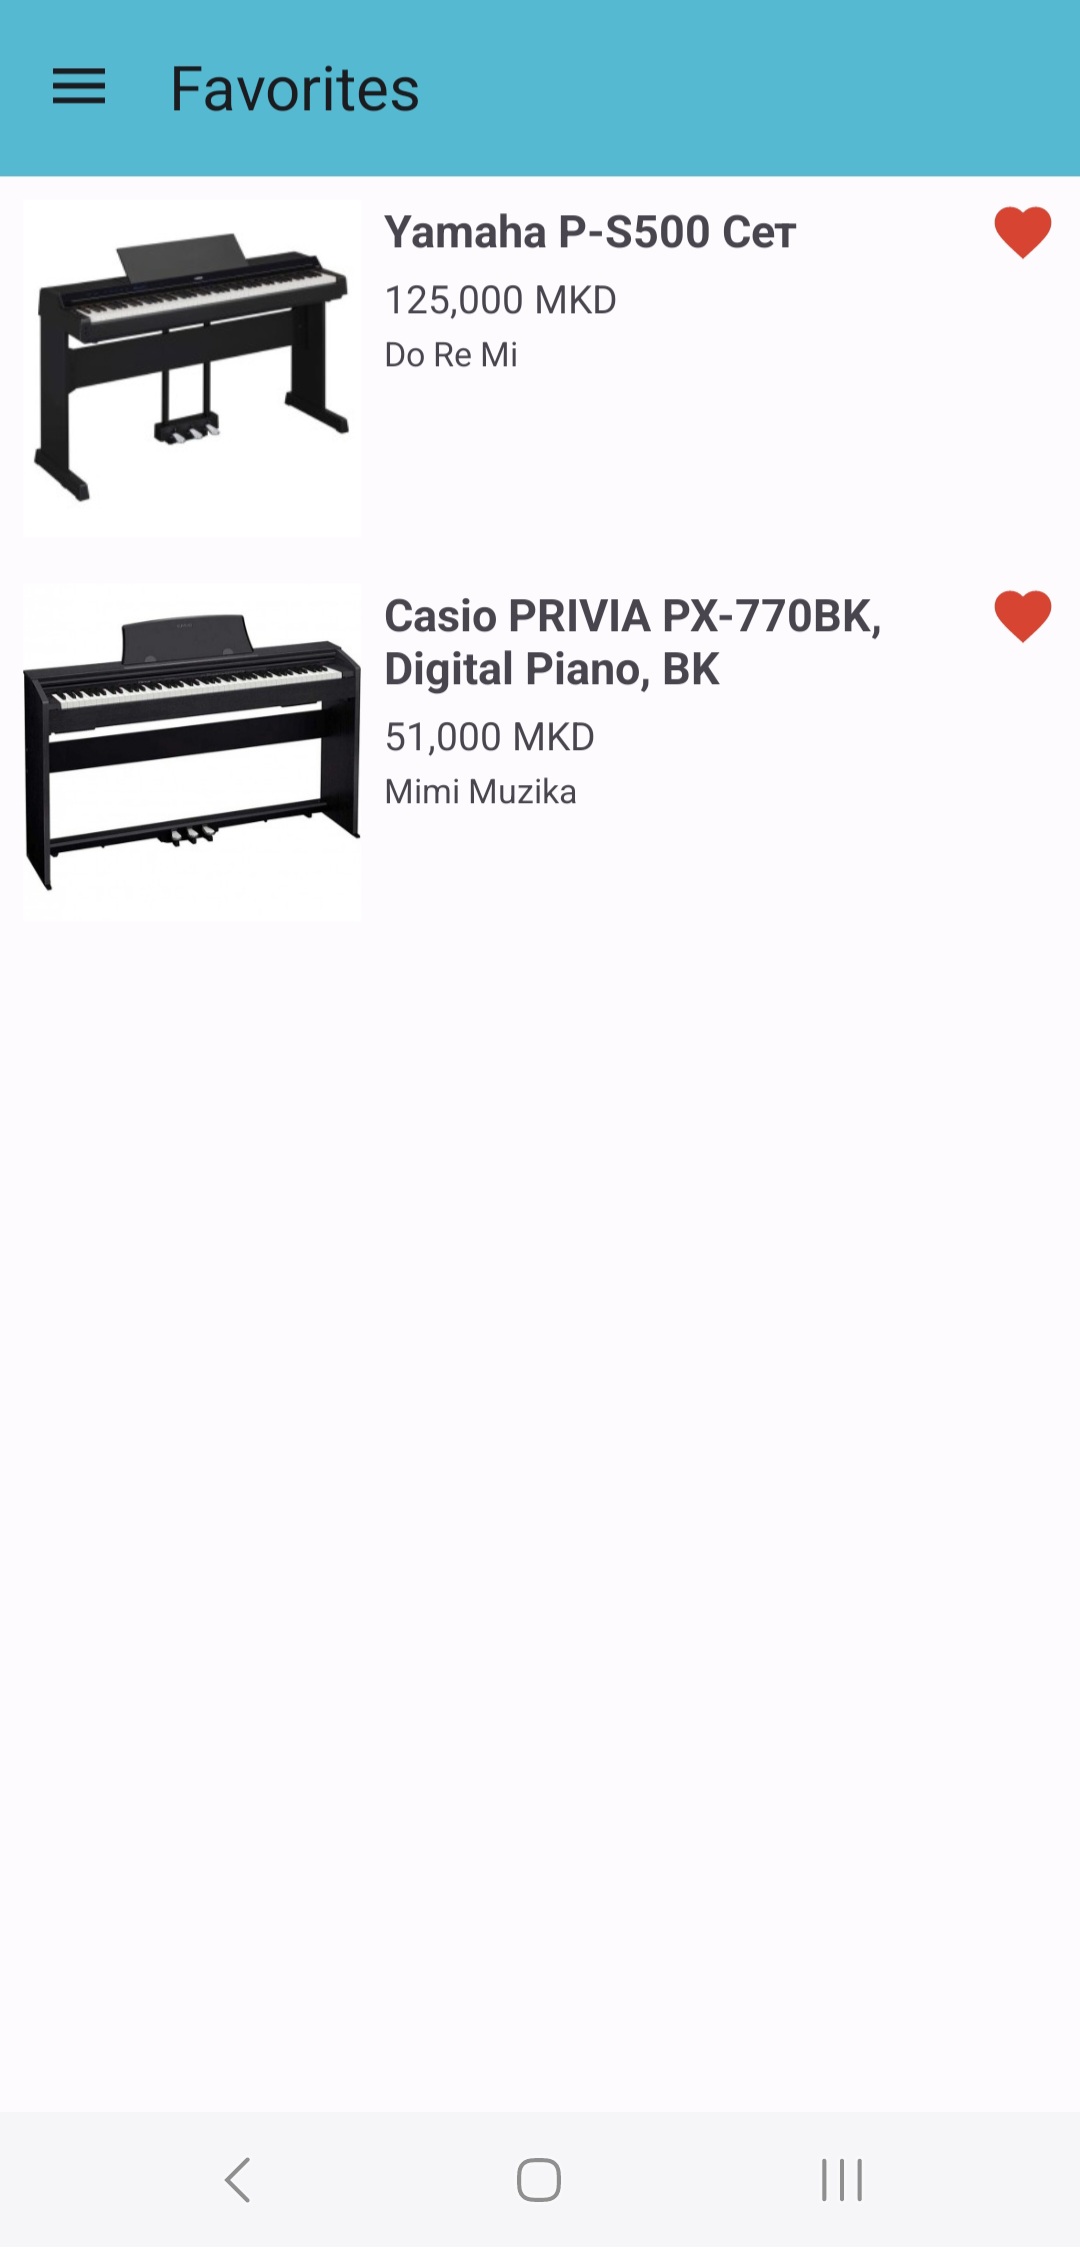 Favorites
Yamaha P-S500 Сет
125,000 MKD
Do Re Mi
Casio PRIVIA PX-770BK,
Digital Piano, BK
51,000 MKD
Mimi Muzika